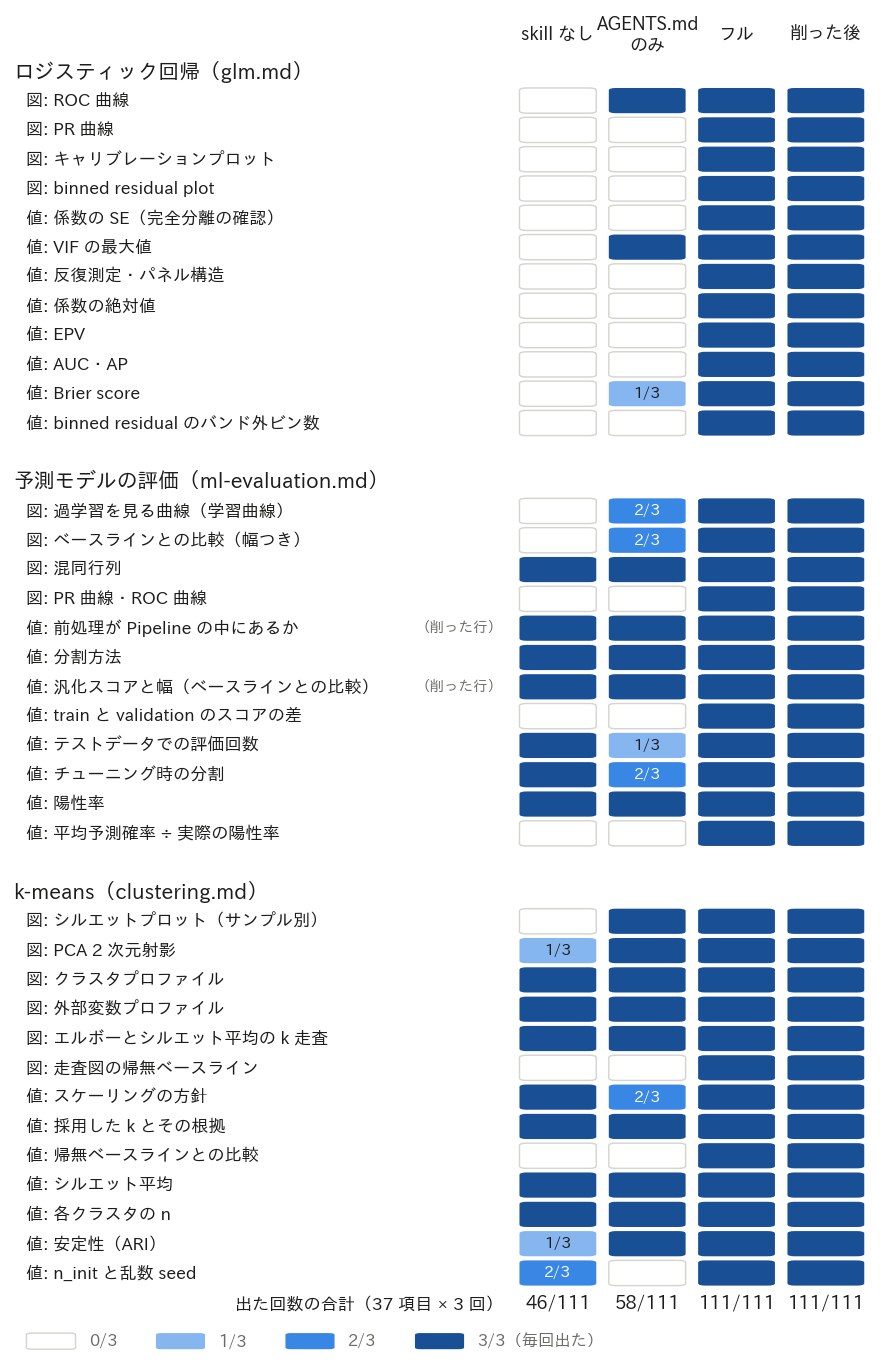 skill なし AGENTS.md のみ フル 削った後
ロジスティック回帰（glm.md）
図: ROC 曲線
図: PR 曲線
図: キャリブレーションプロット
図: binned residual plot
値: 係数の SE（完全分離の確認）
値: VIF の最大値
値: 反復測定・パネル構造
値: 係数の絶対値
値: EPV
値: AUC・AP
値: Brier score 1/3
値: binned residual のバンド外ビン数
予測モデルの評価（ml-evaluation.md）
図: 過学習を見る曲線（学習曲線） 2/3
図: ベースラインとの比較（幅つき） 2/3
図: 混同行列
図: PR 曲線・ROC 曲線
値: 前処理が Pipeline の中にあるか （削った行）
値: 分割方法
値: 汎化スコアと幅（ベースラインとの比較） （削った行）
値: train と validation のスコアの差
値: テストデータでの評価回数 1/3
値: チューニング時の分割 2/3
値: 陽性率
値: 平均予測確率 ÷ 実際の陽性率
k-means（clustering.md）
図: シルエットプロット（サンプル別）
図: PCA 2 次元射影 1/3
図: クラスタプロファイル
図: 外部変数プロファイル
図: エルボーとシルエット平均の k 走査
図: 走査図の帰無ベースライン
値: スケーリングの方針 2/3
値: 採用した k とその根拠
値: 帰無ベースラインとの比較
値: シルエット平均
値: 各クラスタの n
値: 安定性（ARI） 1/3
値: n_init と乱数 seed 2/3
出た回数の合計（37 項目 × 3 回） 46/111 58/111 111/111 111/111
0/3 1/3 2/3 3/3（毎回出た）